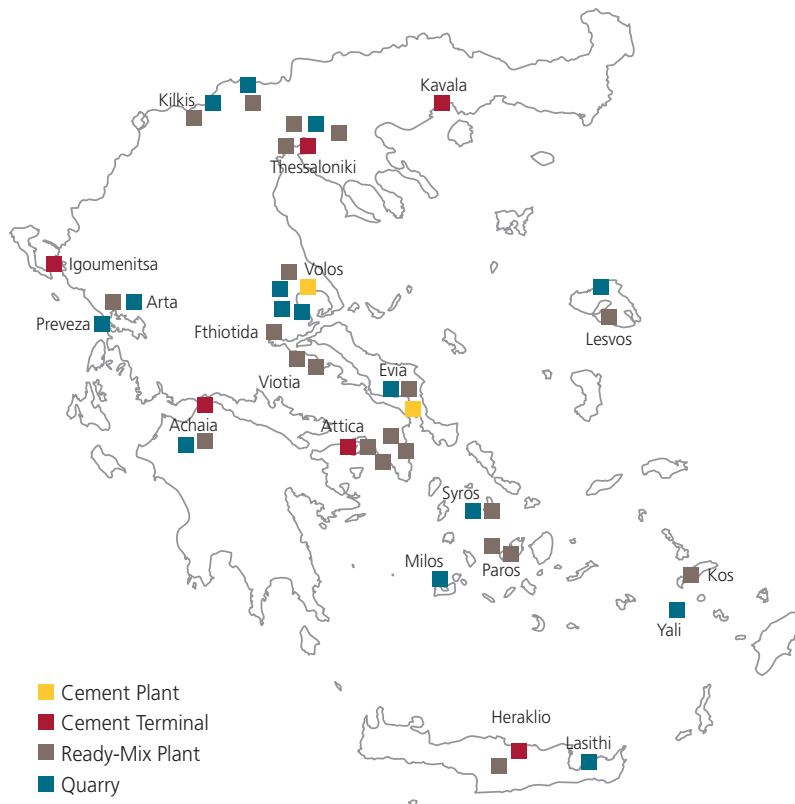 Kavala
Kilkis
Thessaloniki
Igoumenitsa
Volos
Arta
Preveza
Fthiotida
Lesvos
Evia
Viotia
Achaia
Attica
Syros
Milos
Paros
Kos
Yali
Cement Plant
Cement Terminal
Heraklio
Lasithi
Ready-Mix Plant
Quarry